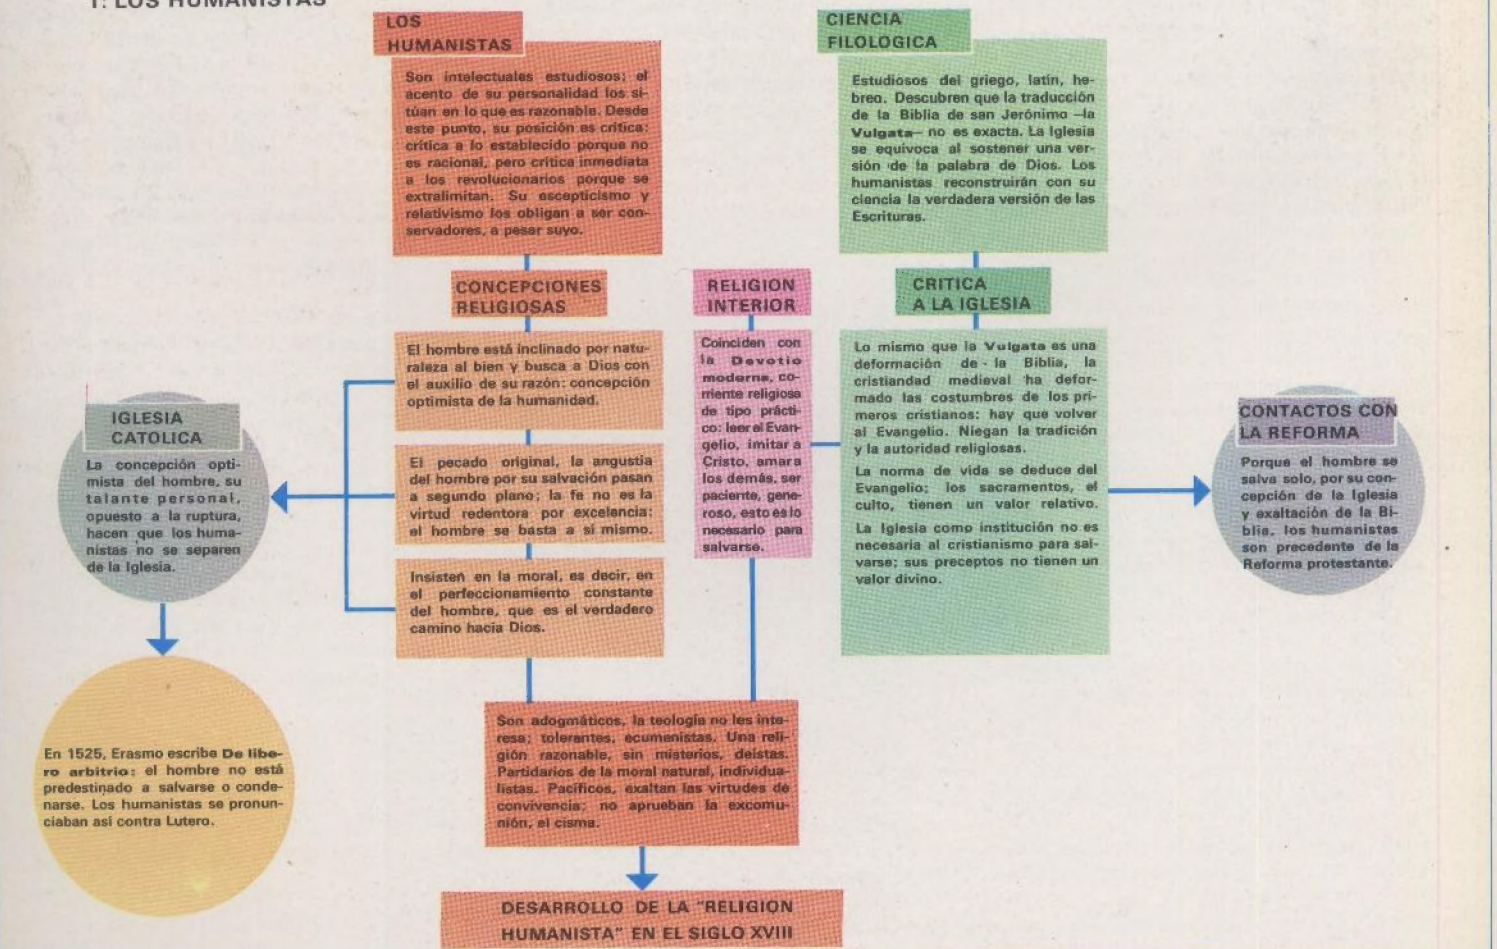 1: LOS HUMANISTAS
LOS
HUMANISTAS
Son intelectuales estudiosos; el
acento de su personalidad los si-
túan en lo que es razonable. Desde
este punto, su posición es crítica:
crítica a lo establecido porque no
es racional, pero crítica inmediata
a los revolucionarios porque se
extralimitan. Su escepticismo y
relativismo los obligan a ser con-
servadores, a pesar suyo.
CONCEPCIONES
RELIGIOSAS
El hombre está inclinado por natu-
raleza al bien y busca a Dios con
el auxilio de su razón: concepción
optimista de la humanidad.
El pecado original, la angustia
del hombre por su salvación pasan
a segundo plano; la fe no es la
virtud redentora por excelencia:
el hombre se basta a sí mismo.
Insisten en la moral, es decir, en
el perfeccionamiento constante
del hombre, que es el verdadero
camino hacia Dios.
IGLESIA
CATOLICA
La concepción opti-
mista del hombre, su
talante personal,
opuesto a la ruptura,
hacen que los huma-
nistas no se separen
de la Iglesia.
En 1525, Erasmo escribe De libe-
ro arbitrio: el hombre no está
predestinado a salvarse o conde-
narse. Los humanistas se pronun-
ciaban así contra Lutero.
RELIGION
INTERIOR
Coinciden con
la Devotio
moderna, co-
rriente religiosa
de tipo prácti-
co: leer el Evan-
gelio, imitar a
Cristo, amar a
los demás, ser
paciente, gene-
roso, esto es lo
necesario para
salvarse.
CIENCIA
FILOLOGICA
Estudiosos del griego, latín, he-
breo. Descubren que la traducción
de la Biblia de san Jerónimo —la
Vulgata— no es exacta. La Iglesia
se equivoca al sostener una ver-
sión de la palabra de Dios. Los
humanistas reconstruirán con su
ciencia la verdadera versión de las
Escrituras.
CRITICA
A LA IGLESIA
Lo mismo que la Vulgata es una
deformación de la Biblia, la
cristiandad medieval ha defor-
mado las costumbres de los pri-
meros cristianos: hay que volver
al Evangelio. Niegan la tradición
y la autoridad religiosas.
La norma de vida se deduce del
Evangelio; los sacramentos, el
culto, tienen un valor relativo.
La Iglesia como institución no es
necesaria al cristianismo para sal-
varse; sus preceptos no tienen un
valor divino.
CONTACTOS CON
LA REFORMA
Porque el hombre se
salva solo, por su con-
cepción de la Iglesia
y exaltación de la Bi-
blia, los humanistas
son precedente de la
Reforma protestante.
Son adogmáticos, la teología no les inte-
resa; tolerantes, ecumenistas. Una reli-
gión razonable, sin misterios, deístas.
Partidarios de la moral natural, individua-
listas. Pacíficos, exaltan las virtudes de
convivencia; no aprueban la excomu-
nión, el cisma.
DESARROLLO DE LA "RELIGION
HUMANISTA" EN EL SIGLO XVIII